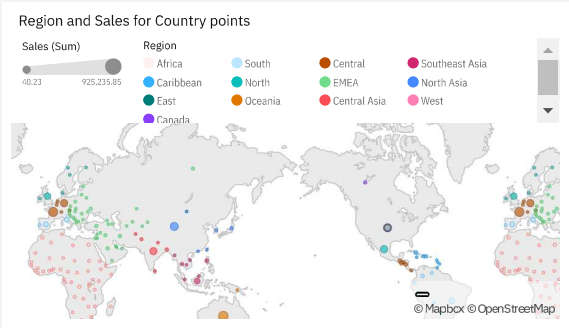 Region and Sales for Country points
Sales (Sum)
40.23
925,235.85
Region
Africa
South
Central
Southeast Asia
Caribbean
North
EMEA
North Asia
East
Oceania
Central Asia
West
Canada
© Mapbox © OpenStreetMap